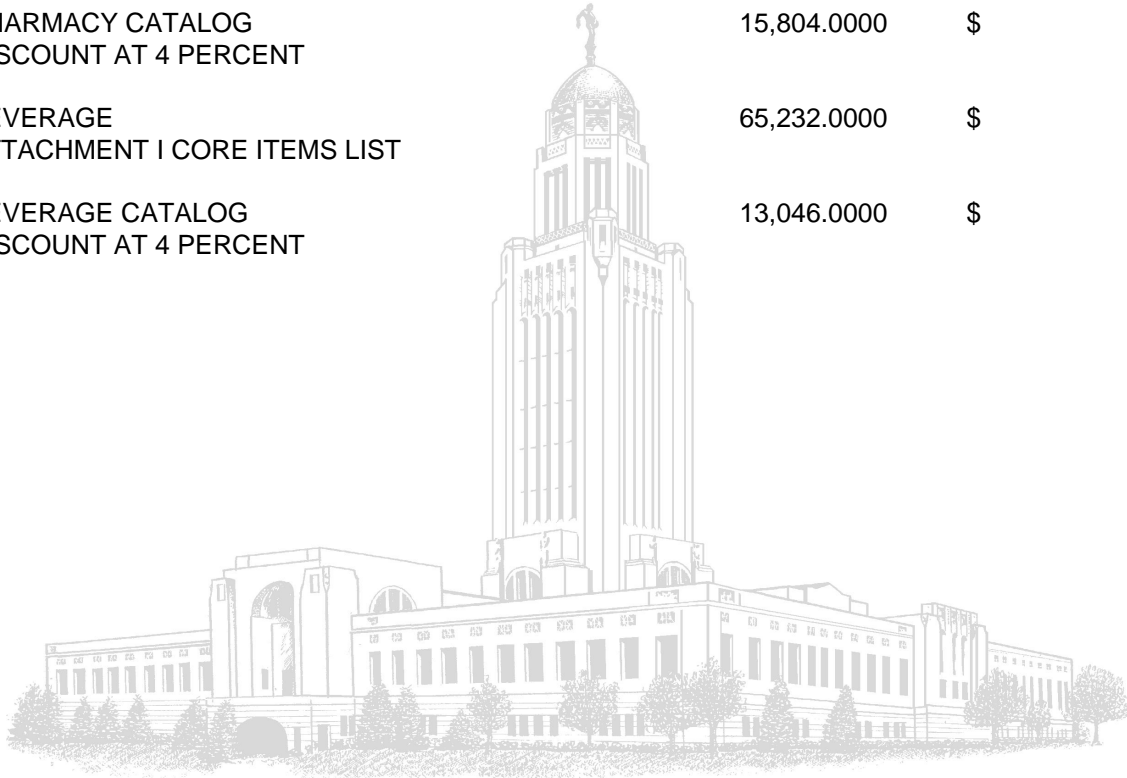 HARMACY CATALOG 15,804.0000 $
SCOUNT AT 4 PERCENT
EVERAGE 65,232.0000 $
TTACHMENT I CORE ITEMS LIST
EVERAGE CATALOG 13,046.0000 $
SCOUNT AT 4 PERCENT